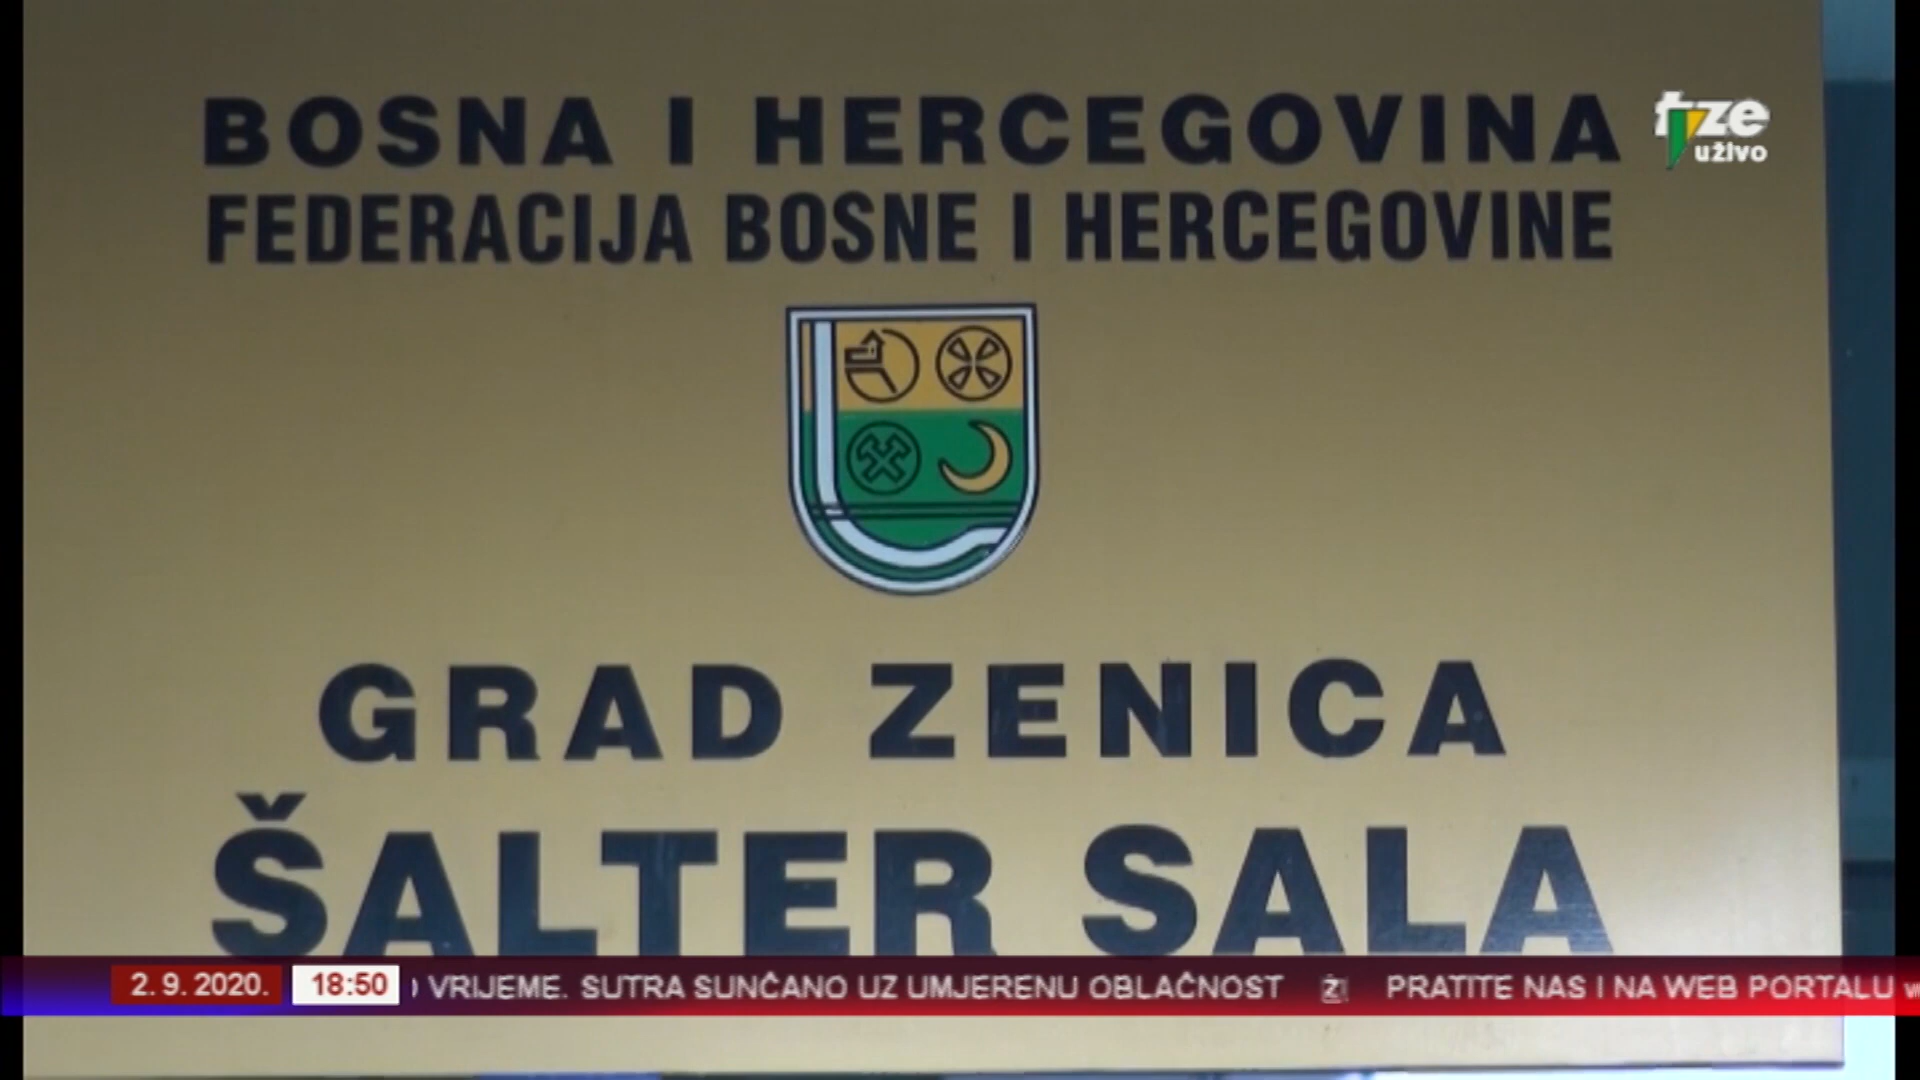 BOSNA I HERCEGOVINA
FEDERACIJA BOSNE I HERCEGOVINE
GRAD ZENICA
ŠALTER SALA
rtvze
uživo
2. 9. 2020. 18:50 VRIJEME. SUTRA SUNČANO UZ UMJERENU OBLAČNOST PRATITE NAS I NA WEB PORTALU